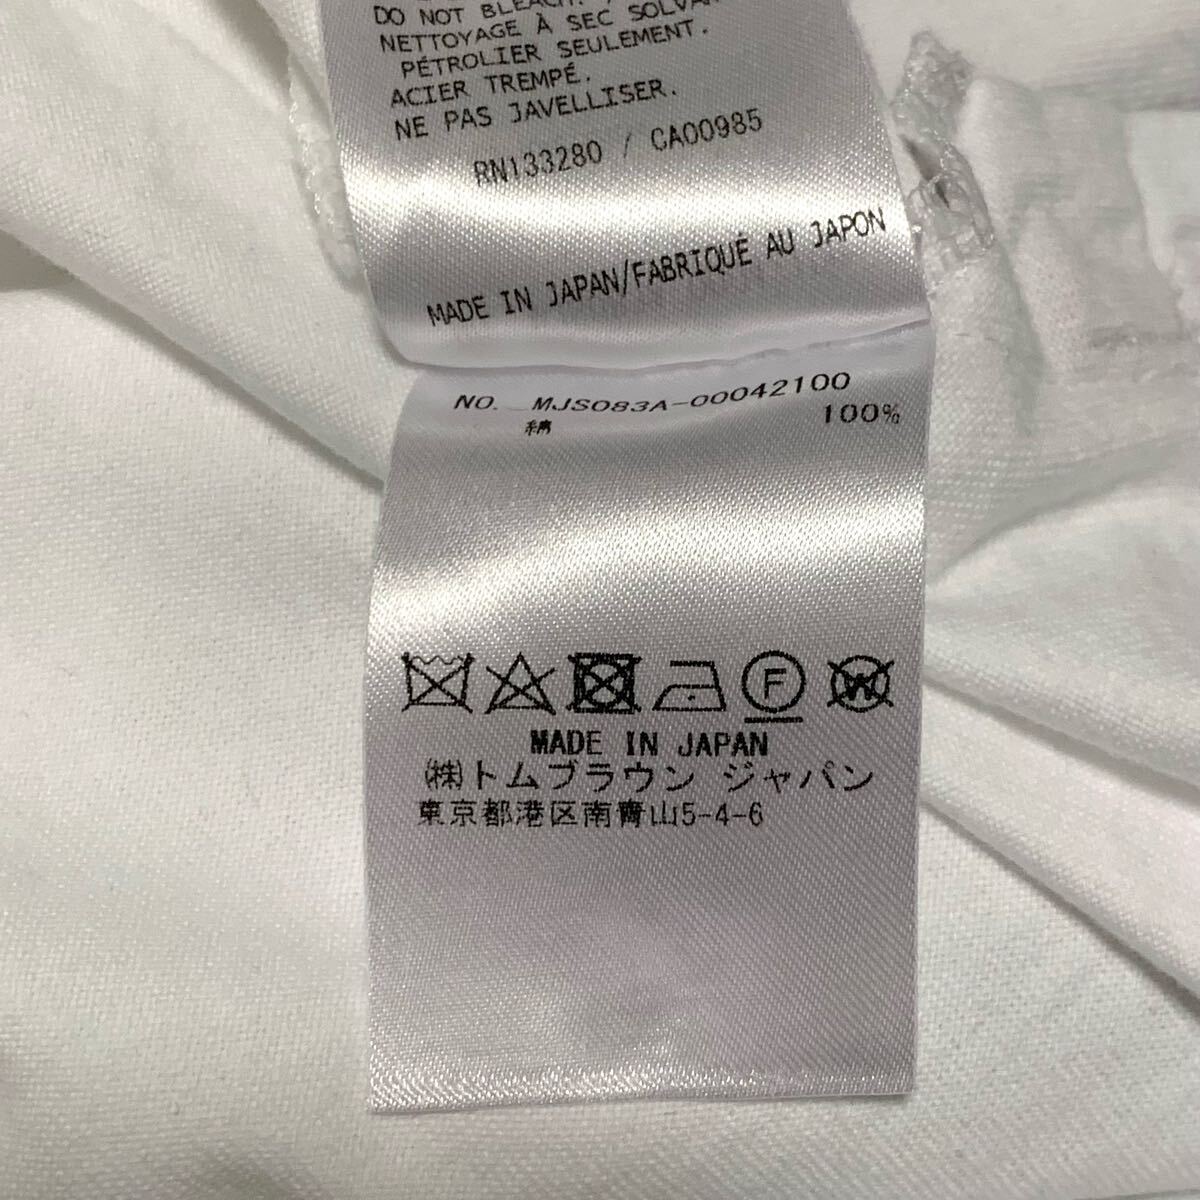 DO NOT BLEACH.
NETTOYAGE À SEC SOLVAN
PÉTROLIER SEULEMENT.
ACIER TREMPÉ.
NE PAS JAVELLISER.
RN133280 / CA00985
MADE IN JAPAN/FABRIQUÉ AU JAPON
NO. MJS083A-00042100
綿 100%
F W
MADE IN JAPAN
㈱トムブラウン ジャパン
東京都港区南青山5-4-6